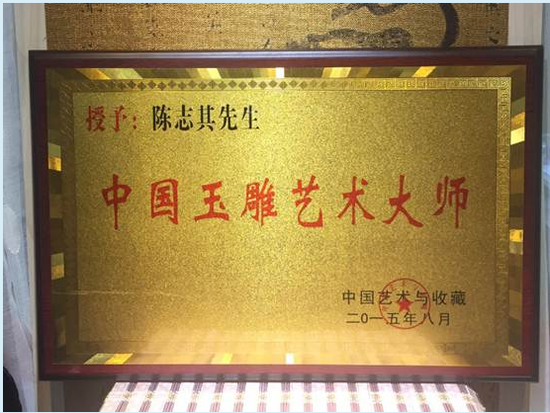 授予：陈志其先生
中国玉雕艺术大师
中国艺术与收藏
二0一五年八月